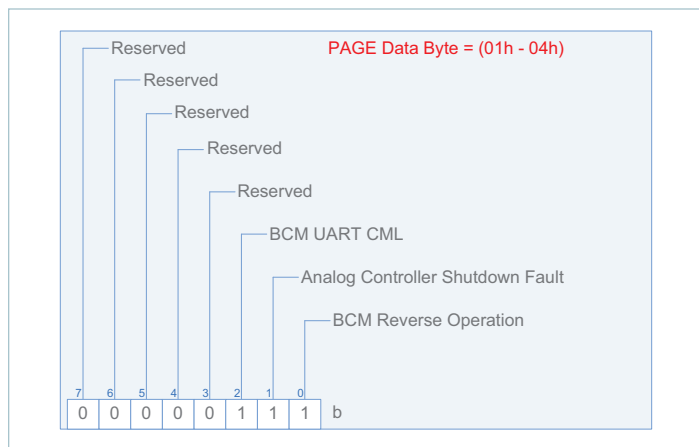 Reserved PAGE Data Byte = (01h - 04h)
Reserved
Reserved
Reserved
Reserved
BCM UART CML
Analog Controller Shutdown Fault
BCM Reverse Operation
7 6 5 4 3 2 1 0
0 0 0 0 0 1 1 1 b